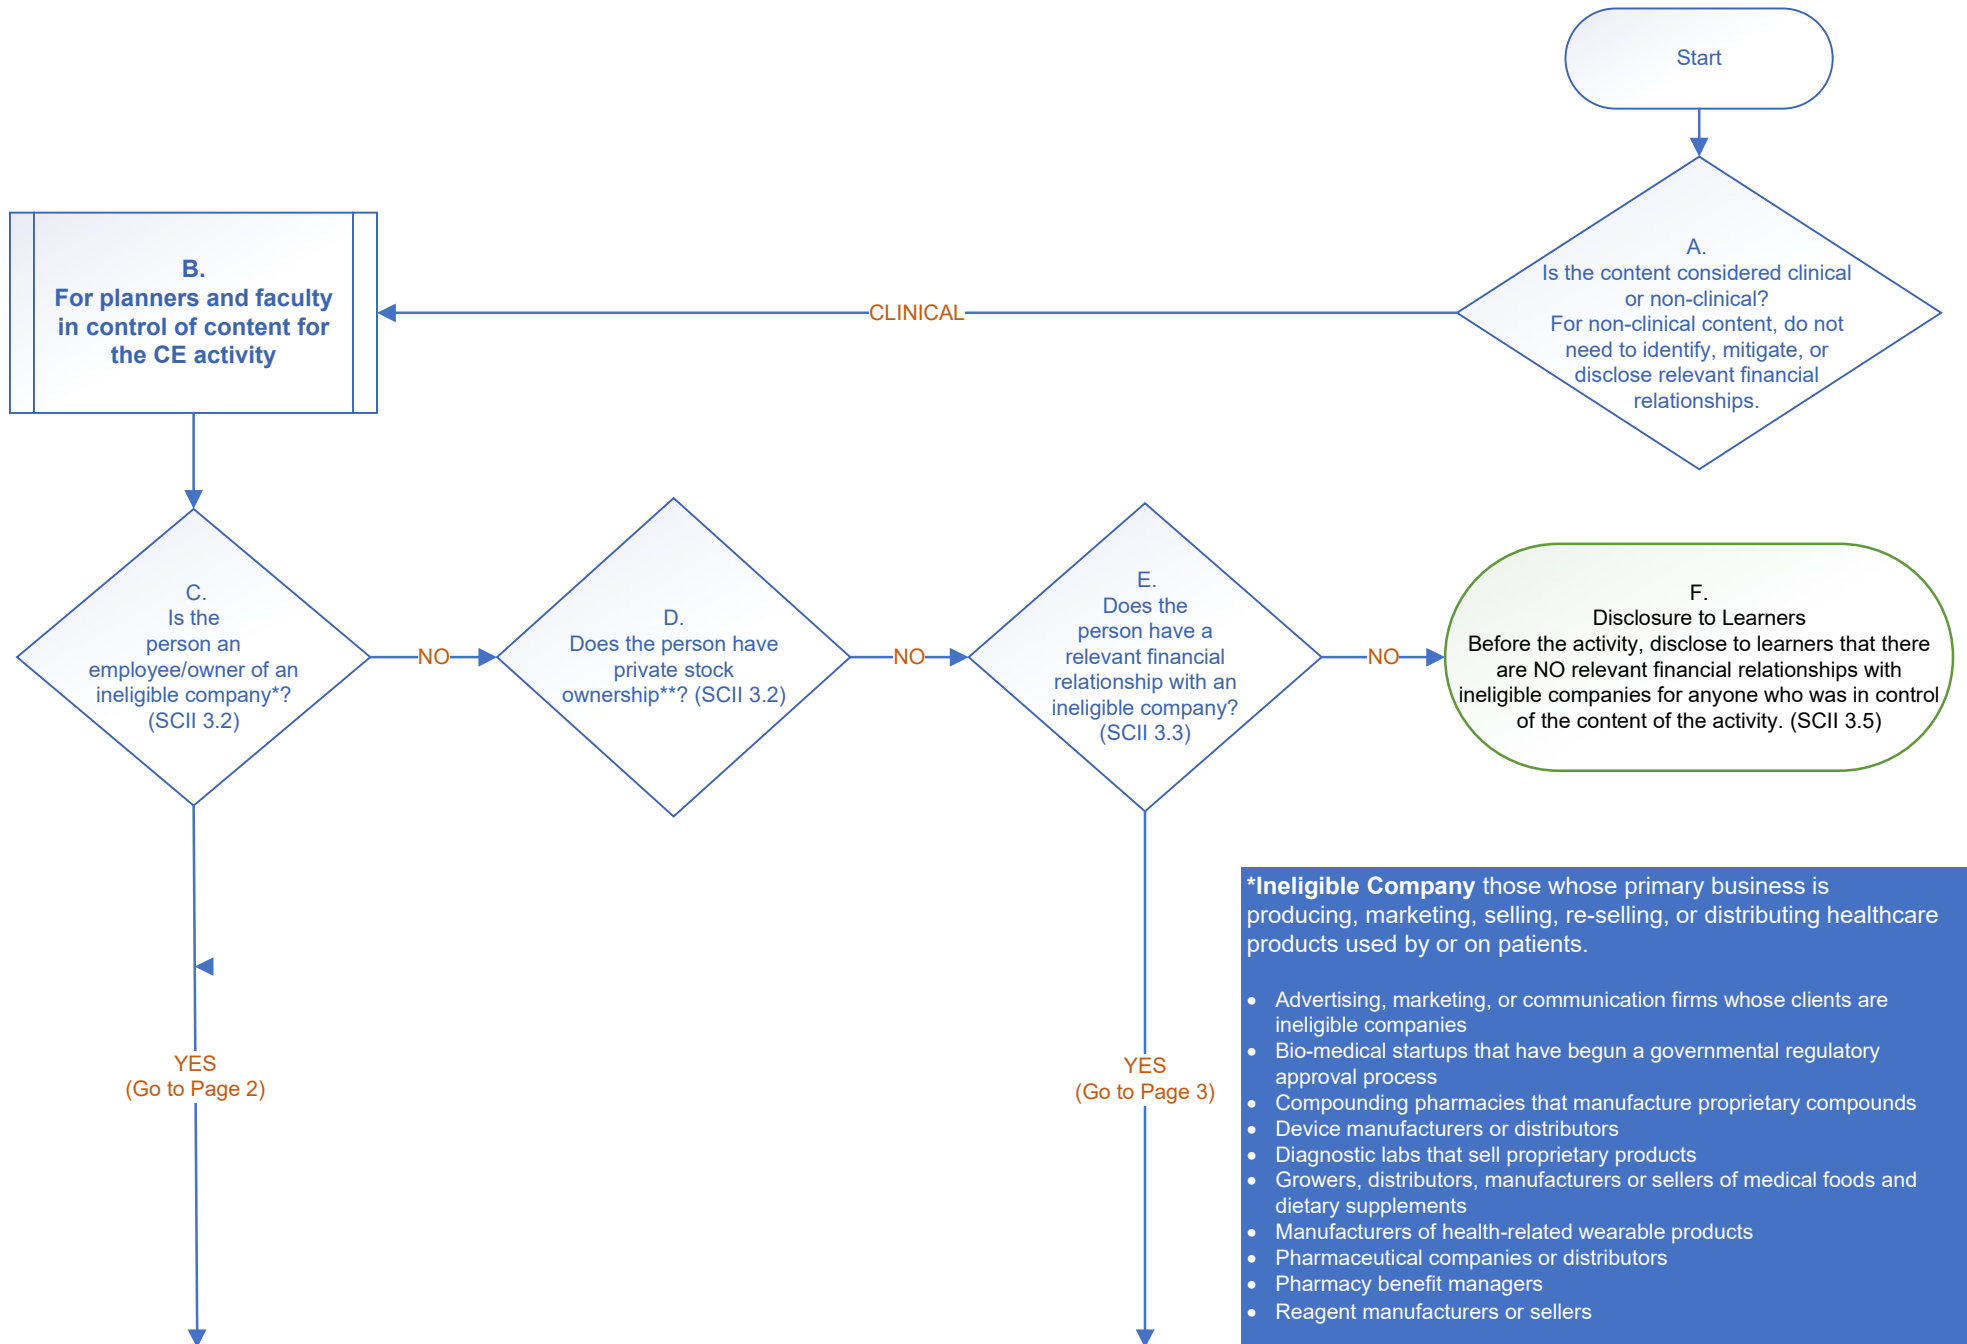 Start
A.
Is the content considered clinical
or non-clinical?
For non-clinical content, do not
need to identify, mitigate, or
disclose relevant financial
relationships.
CLINICAL
B.
For planners and faculty
in control of content for
the CE activity
C.
Is the
person an
employee/owner of an
ineligible company*?
(SCII 3.2)
NO
D.
Does the person have
private stock
ownership**? (SCII 3.2)
NO
E.
Does the
person have a
relevant financial
relationship with an
ineligible company?
(SCII 3.3)
NO
F.
Disclosure to Learners
Before the activity, disclose to learners that there
are NO relevant financial relationships with
ineligible companies for anyone who was in control
of the content of the activity. (SCII 3.5)
YES
(Go to Page 2)
YES
(Go to Page 3)
*Ineligible Company those whose primary business is
producing, marketing, selling, re-selling, or distributing healthcare
products used by or on patients.
• Advertising, marketing, or communication firms whose clients are
ineligible companies
• Bio-medical startups that have begun a governmental regulatory
approval process
• Compounding pharmacies that manufacture proprietary compounds
• Device manufacturers or distributors
• Diagnostic labs that sell proprietary products
• Growers, distributors, manufacturers or sellers of medical foods and
dietary supplements
• Manufacturers of health-related wearable products
• Pharmaceutical companies or distributors
• Pharmacy benefit managers
• Reagent manufacturers or sellers